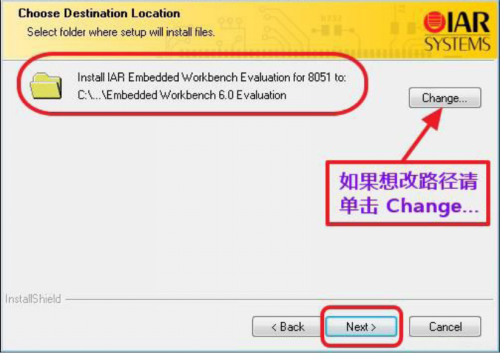 Choose Destination Location
Select folder where setup will install files.
IAR
SYSTEMS
Install IAR Embedded Workbench Evaluation for 8051 to:
C:\...\Embedded Workbench 6.0 Evaluation
Change...
如果想改路径请
单击 Change...
InstallShield
< Back
Next >
Cancel